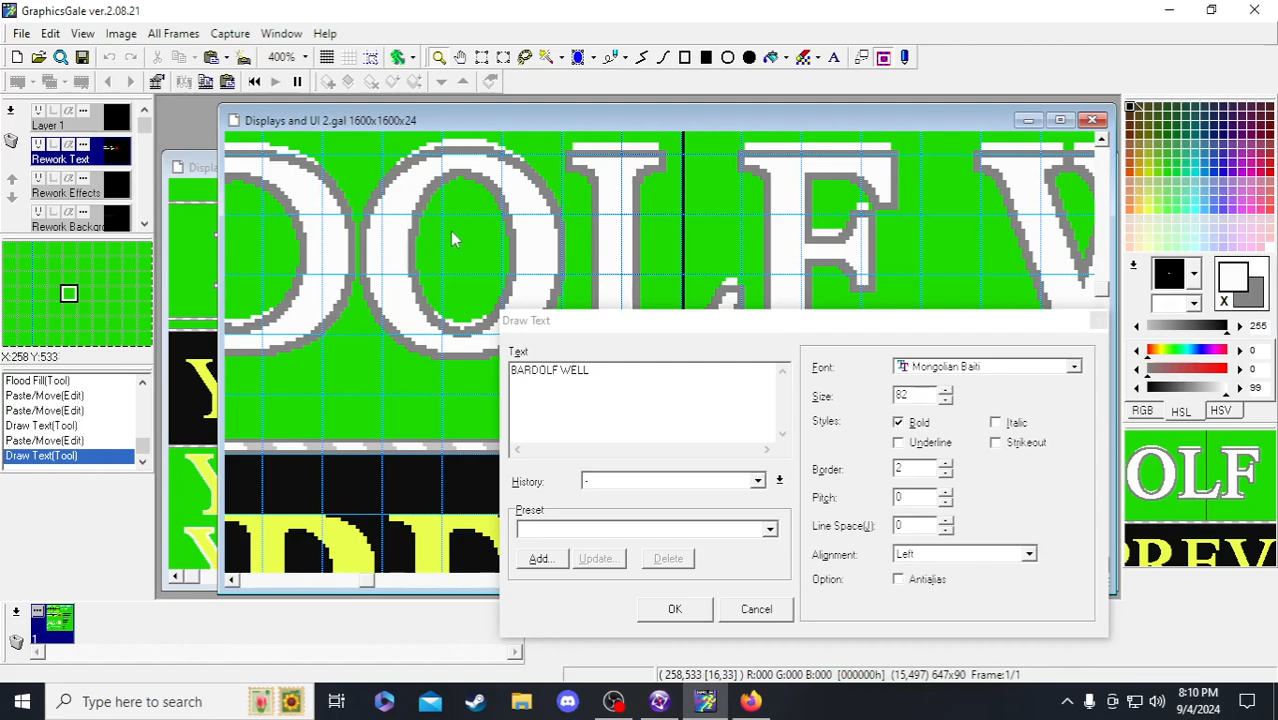 GraphicsGale ver.2.08.21
File Edit View Image All Frames Capture Window Help
400%
Layer 1
Rework Text
Rework Effects
Displays and UI 2.gal 1600x1600x24
X:258 Y:533
Flood Fill(Tool)
Paste/Move(Edit)
Paste/Move(Edit)
Draw Text(Tool)
Paste/Move(Edit)
Draw Text(Tool)
DOLF W
Draw Text
Text
BARDOLF WELL
History: -
Preset
Add... Update... Delete
OK Cancel
Font: Mongolian Baiti
Size: 82
Styles: Bold Italic
Underline Strikeout
Border: 2
Pitch: 0
Line Space(U): 0
Alignment: Left
Option: Antialias
X
255
0
0
99
RGB HSL HSV
OLF
PREV
1
( 258,533 [16,33] ) R:000 G:000 B:000 [000000h] (15,497) 647x90 Frame:1/1
Type here to search
8:10 PM
9/4/2024